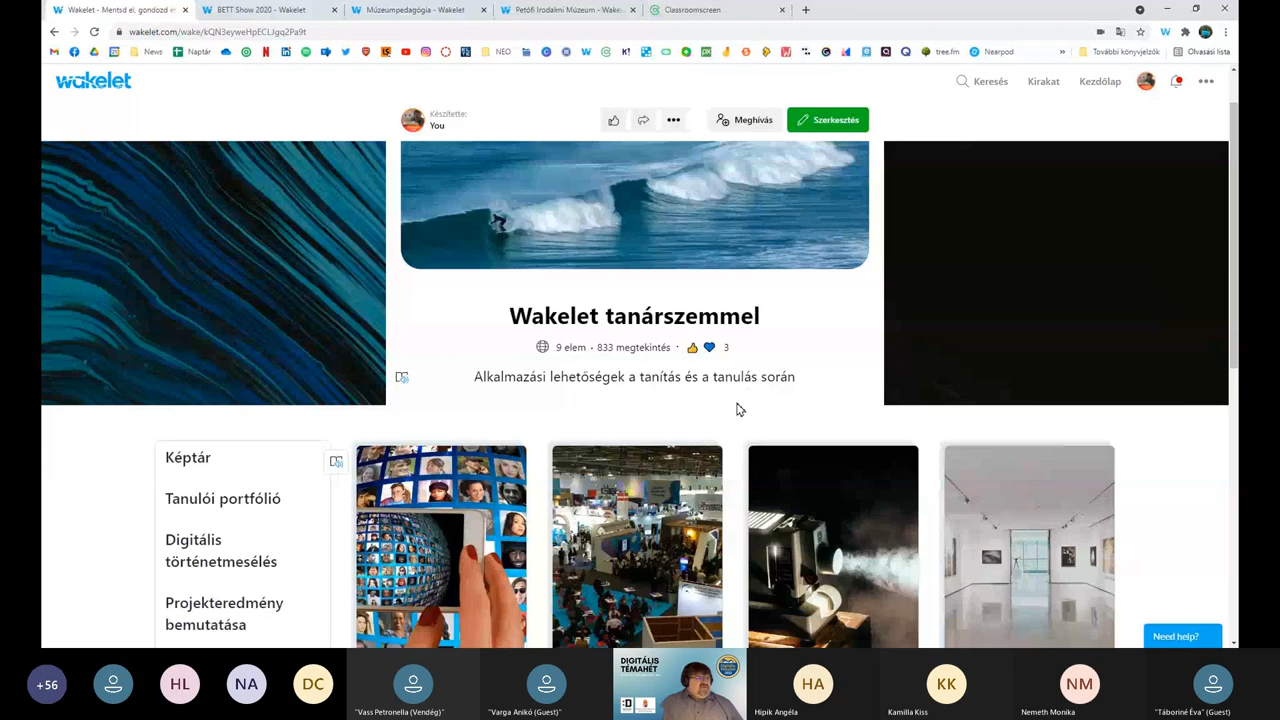 Wakelet - Mentsd el, gondozd és
BETT Show 2020 - Wakelet
Múzeumpedagógia - Wakelet
Petőfi Irodalmi Múzeum - Wake
Classroomscreen
wakelet.com/wake/kQN3eyweHpECLJgq2Pa9t
News
Naptár
NEO
tree.fm
Nearpod
»
További könyvjelzők
Olvasási lista
wakelet
Keresés
Kirakat
Kezdőlap
Készítette:
You
Meghívás
Szerkesztés
Wakelet tanárszemmel
9 elem · 833 megtekintés ·
3
Alkalmazási lehetőségek a tanítás és a tanulás során
Képtár
Tanulói portfólió
Digitális
történetmesélés
Projekteredmény
bemutatása
Need help?
+56
HL
NA
DC
"Vass Petronella (Vendég)"
"Varga Anikó (Guest)"
DIGITÁLIS
TÉMAHÉT
HA
Hipik Angéla
KK
Kamilla Kiss
NM
Nemeth Monika
"Táboriné Éva" (Guest)